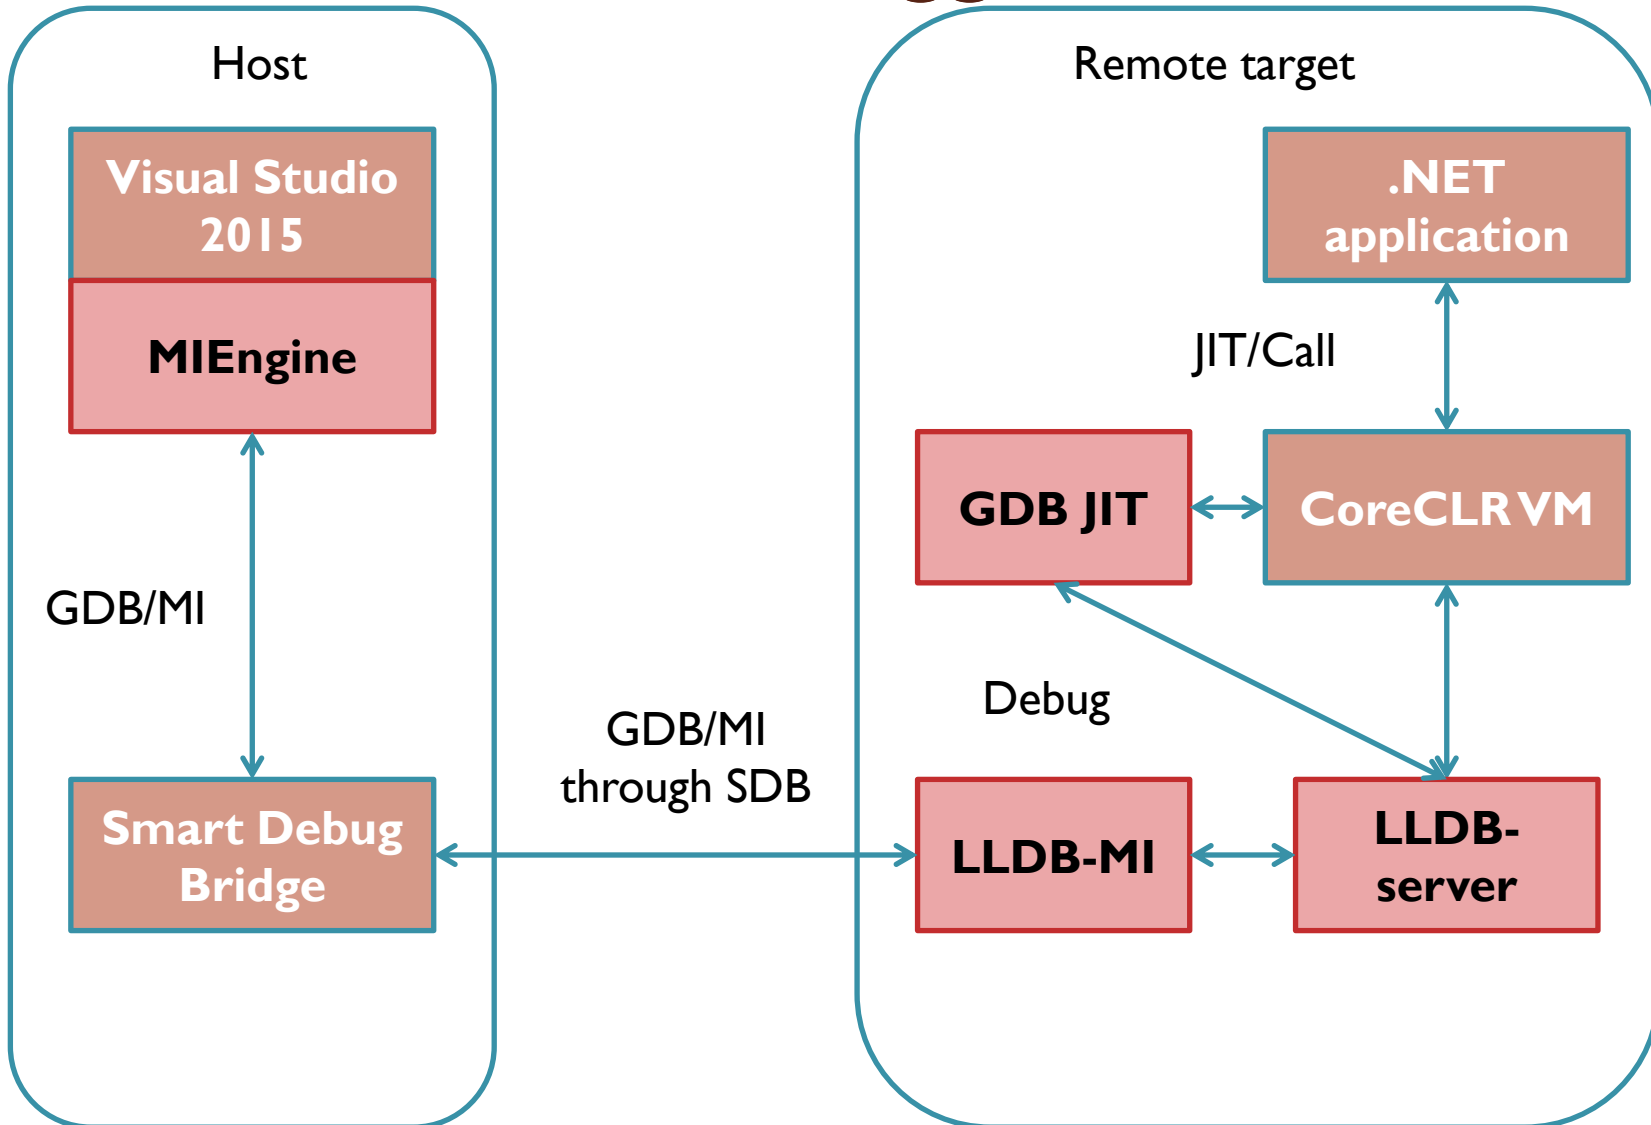 Host
Visual Studio
2015
MIEngine
GDB/MI
Smart Debug
Bridge
GDB/MI
through SDB
Remote target
.NET
application
JIT/Call
GDB JIT
CoreCLR VM
Debug
LLDB-MI
LLDB-
server